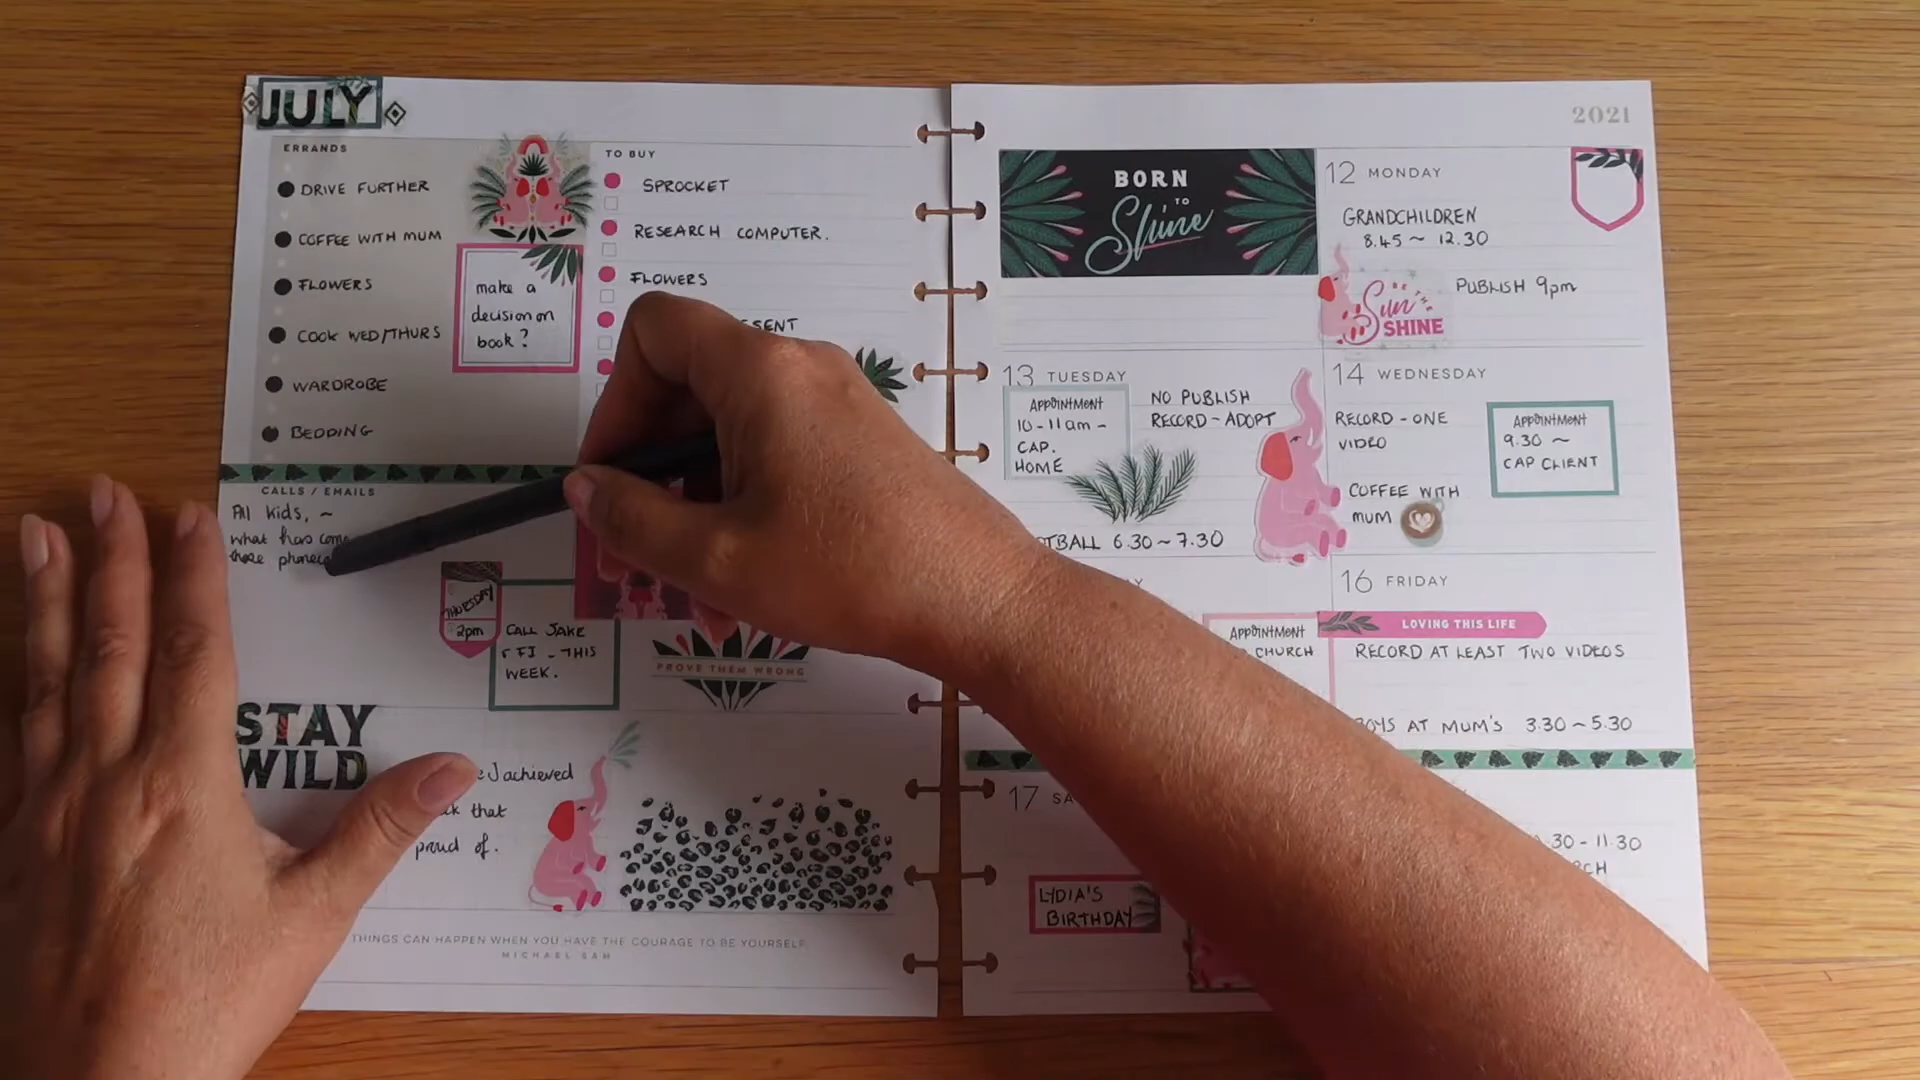 JULY
ERRANDS
DRIVE FURTHER
COFFEE WITH MUM
FLOWERS
COOK WED/THURS
WARDROBE
BEDDING
make a
decision on
book?
TO BUY
SPROCKET
RESEARCH COMPUTER.
FLOWERS
CALLS / EMAILS
All kids, ~
what has
those
THURSDAY
2pm
CALL JAKE
THIS
WEEK.
PROVE THEM WRONG
STAY
WILD
achieved
that
proud of.
THINGS CAN HAPPEN WHEN YOU HAVE THE COURAGE TO BE YOURSELF
MICHAEL SAM
2021
BORN
TO
Shine
12 MONDAY
GRANDCHILDREN
8.45 ~ 12.30
BE THE
Sun
SHINE
PUBLISH 9pm
13 TUESDAY
APPOINTMENT
10-11am -
CAP.
HOME
NO PUBLISH
RECORD - ADOPT
6.30 ~ 7.30
14 WEDNESDAY
RECORD - ONE
VIDEO
APPOINTMENT
9.30 ~
CAP CLIENT
COFFEE WITH
MUM
APPOINTMENT
CHURCH
16 FRIDAY
LOVING THIS LIFE
RECORD AT LEAST TWO VIDEOS
AT MUM'S 3.30 ~ 5.30
17
LYDIA'S
BIRTHDAY
.30 - 11.30